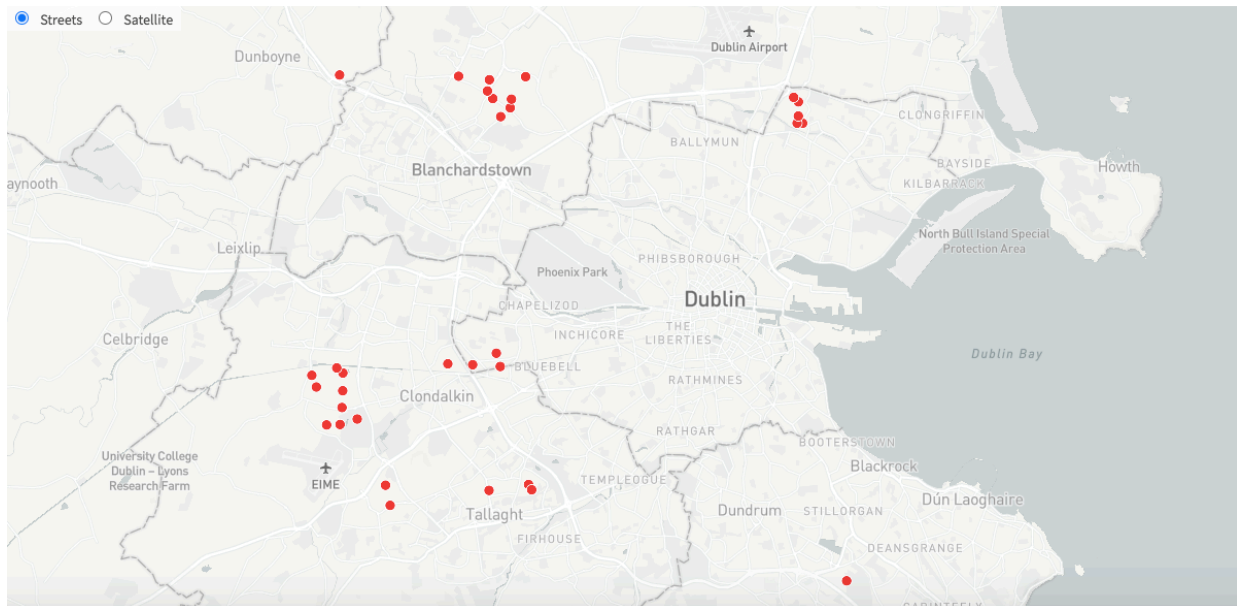 Streets
Satellite
Dunboyne
Dublin Airport
CLONGRIFFIN
BALLYMUN
Blanchardstown
BAYSIDE
Howth
aynooth
KILBARRACK
North Bull Island Special
Protection Area
Leixlip
PHIBSBOROUGH
Phoenix Park
Dublin
CHAPELIZOD
THE
LIBERTIES
INCHICORE
Celbridge
Dublin Bay
BLUEBELL
RATHMINES
Clondalkin
RATHGAR
BOOTERSTOWN
University College
Dublin – Lyons
Research Farm
Blackrock
EIME
TEMPLEOGUE
Dún Laoghaire
Tallaght
Dundrum
STILLORGAN
FIRHOUSE
DEANSGRANGE